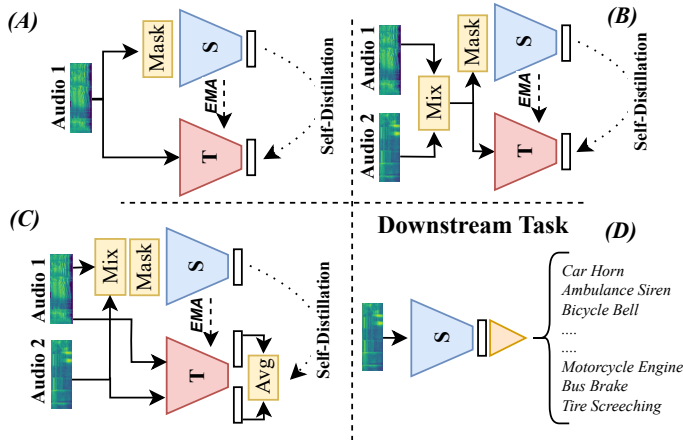 (A)
Audio 1
Mask
S
EMA
T
Self-Distillation
(B)
Audio 1
Audio 2
Mix
Mask
S
EMA
T
Self-Distillation
(C)
Audio 1
Audio 2
Mix
Mask
S
EMA
T
Avg
Self-Distillation
Downstream Task
(D)
S
Car Horn
Ambulance Siren
Bicycle Bell
....
....
Motorcycle Engine
Bus Brake
Tire Screeching